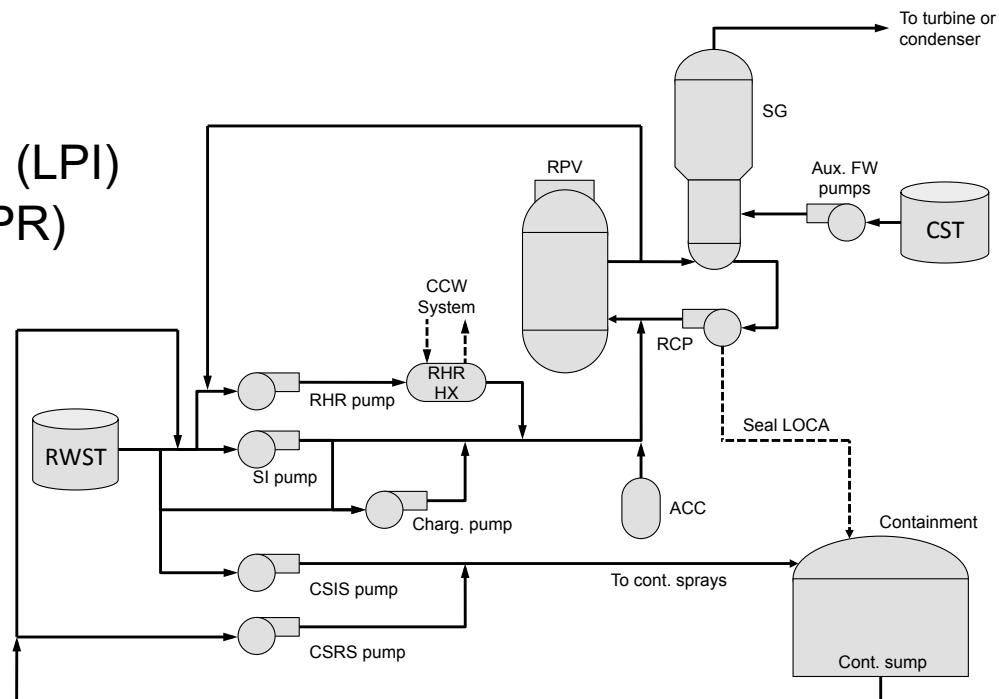 To turbine or
condenser
SG
(LPI)
PR)
RPV
Aux. FW
pumps
CST
CCW
System
RCP
RHR
HX
RHR pump
Seal LOCA
RWST
SI pump
ACC
Charg. pump
Containment
CSIS pump
To cont. sprays
CSRS pump
Cont. sump